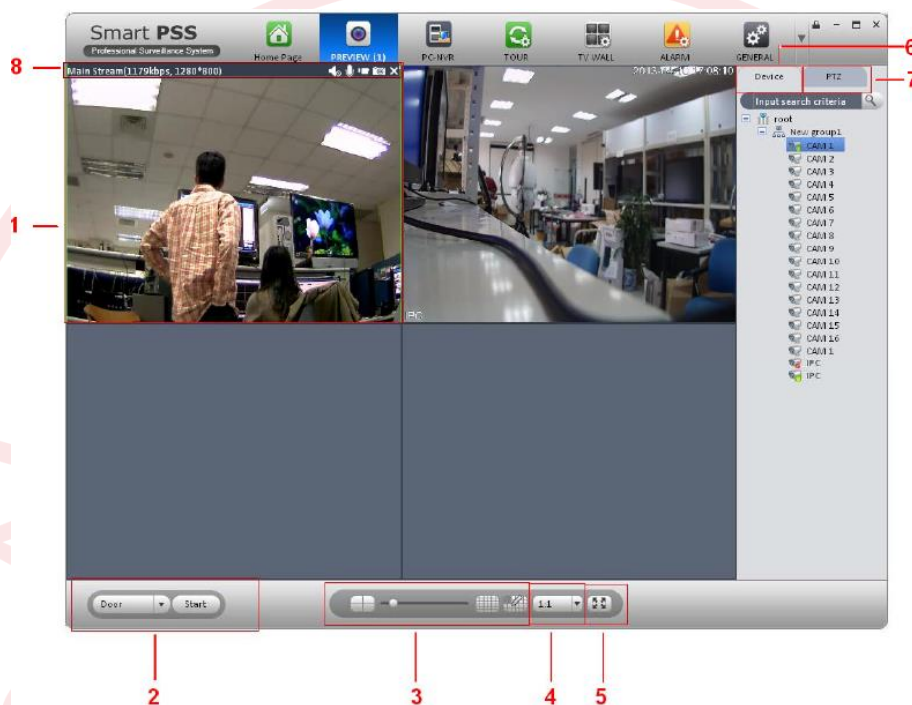 Smart PSS
Professional Surveillance System
Home Page
PREVIEW (1)
PC-NVR
TOUR
TV WALL
ALARM
GENERAL
6
8
Main Stream(1179kbps, 1280*800)
Device
PTZ
7
Input search criteria
root
New group1
CAM 1
CAM 2
CAM 3
CAM 4
CAM 5
CAM 6
CAM 7
CAM 8
CAM 9
CAM 10
CAM 11
CAM 12
CAM 13
CAM 14
CAM 15
CAM 16
CAM 1
IPC
IPC
1
IPC
Door
Start
1:1
2
3
4
5